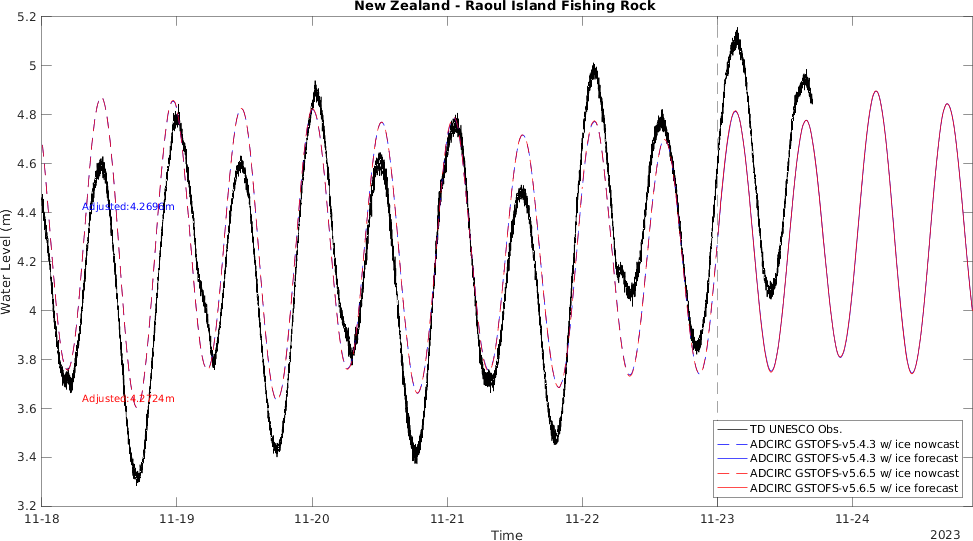 New Zealand - Raoul Island Fishing Rock
Water Level (m)
5.2
5
4.8
4.6
4.4
4.2
4
3.8
3.6
3.4
3.2
Adjusted:4.2696m
Adjusted:4.2724m
TD UNESCO Obs.
ADCIRC GSTOFS-v5.4.3 w/ ice nowcast
ADCIRC GSTOFS-v5.4.3 w/ ice forecast
ADCIRC GSTOFS-v5.6.5 w/ ice nowcast
ADCIRC GSTOFS-v5.6.5 w/ ice forecast
11-18 11-19 11-20 11-21 11-22 11-23 11-24
Time
2023